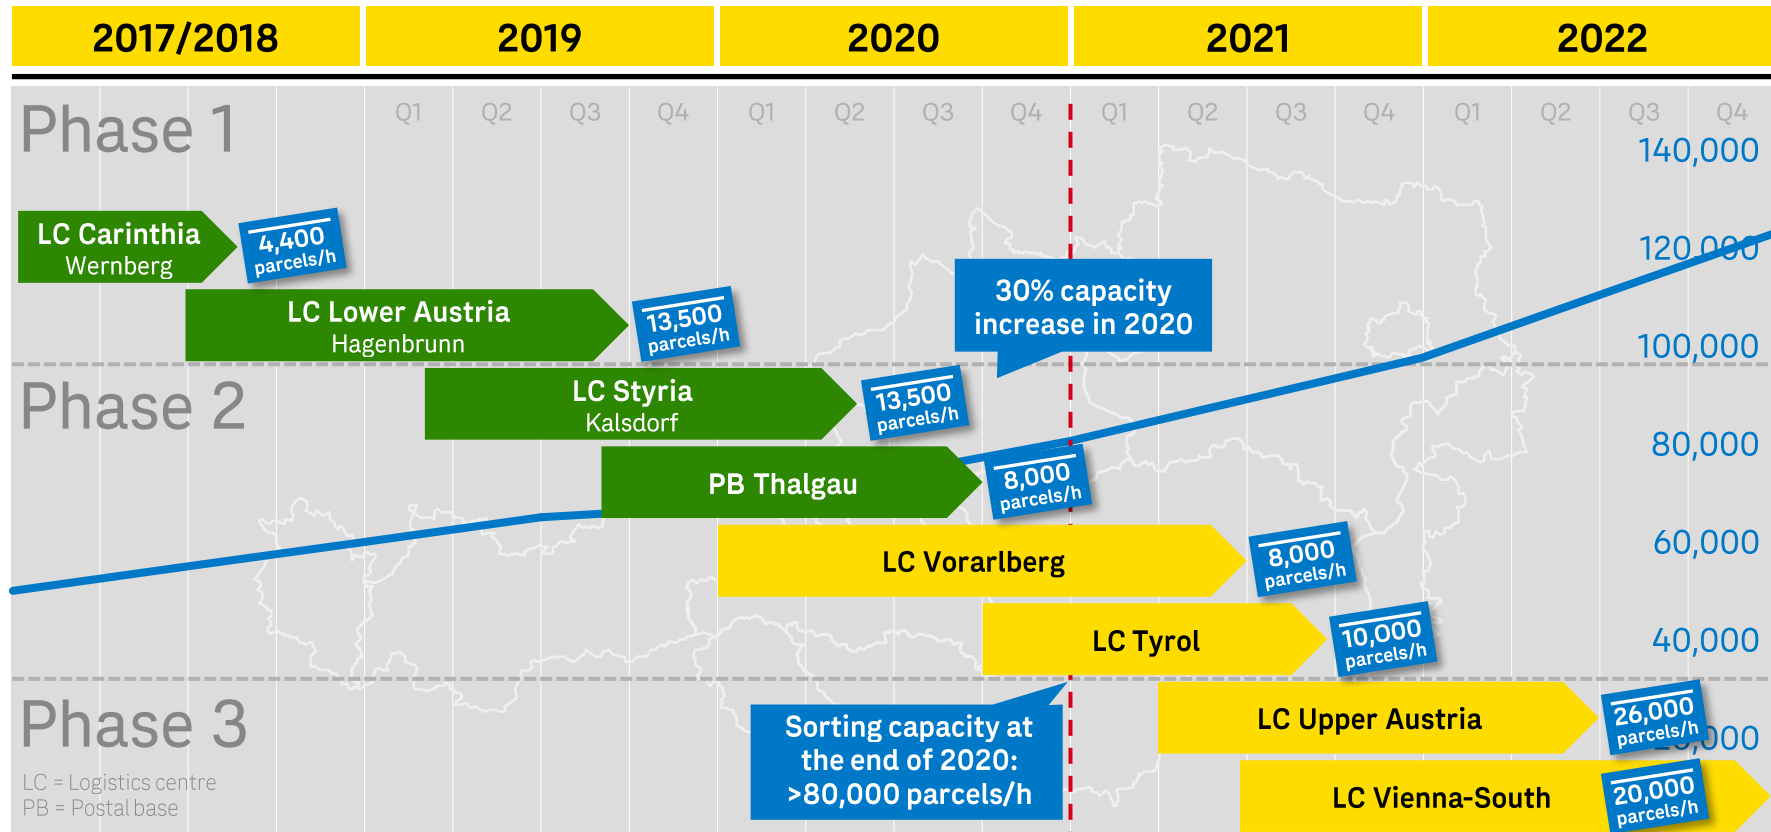 2017/2018 2019 2020 2021 2022
Q1 Q2 Q3 Q4 Q1 Q2 Q3 Q4 Q1 Q2 Q3 Q4 Q1 Q2 Q3 Q4
Phase 1
140,000
LC Carinthia
Wernberg
4,400
parcels/h
120,000
LC Lower Austria
Hagenbrunn
13,500
parcels/h
30% capacity
increase in 2020
100,000
Phase 2
LC Styria
Kalsdorf
13,500
parcels/h
80,000
PB Thalgau
8,000
parcels/h
60,000
LC Vorarlberg
8,000
parcels/h
LC Tyrol
10,000
parcels/h
40,000
Phase 3
Sorting capacity at
the end of 2020:
>80,000 parcels/h
LC Upper Austria
26,000
parcels/h
LC Vienna-South
20,000
parcels/h
LC = Logistics centre
PB = Postal base